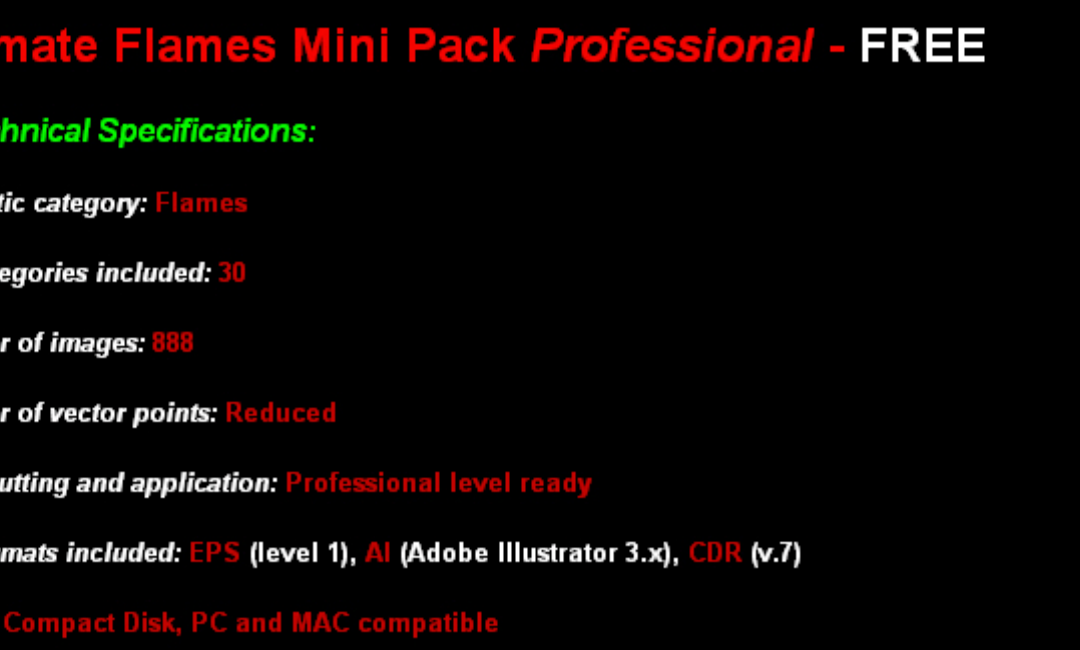 mate Flames Mini Pack Professional - FREE
hnical Specifications:
tic category: Flames
egories included: 30
r of images: 888
r of vector points: Reduced
utting and application: Professional level ready
mats included: EPS (level 1), AI (Adobe Illustrator 3.x), CDR (v.7)
Compact Disk, PC and MAC compatible